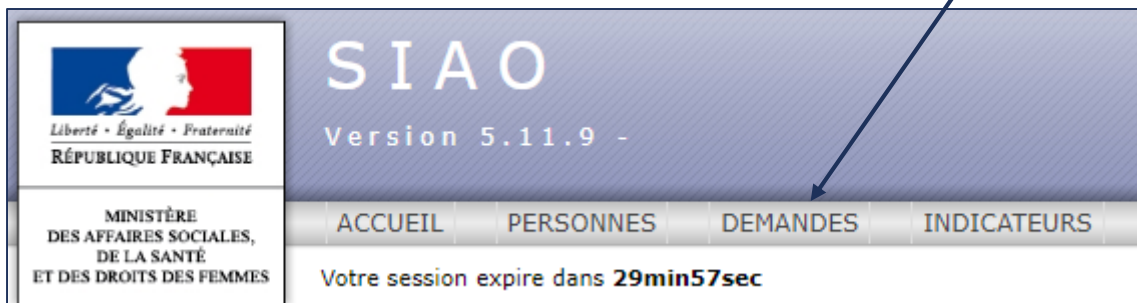 Liberté • Égalité • Fraternité
RÉPUBLIQUE FRANÇAISE
MINISTÈRE
DES AFFAIRES SOCIALES,
DE LA SANTÉ
ET DES DROITS DES FEMMES
SIAO
Version 5.11.9 -
ACCUEIL PERSONNES DEMANDES INDICATEURS
Votre session expire dans 29min57sec